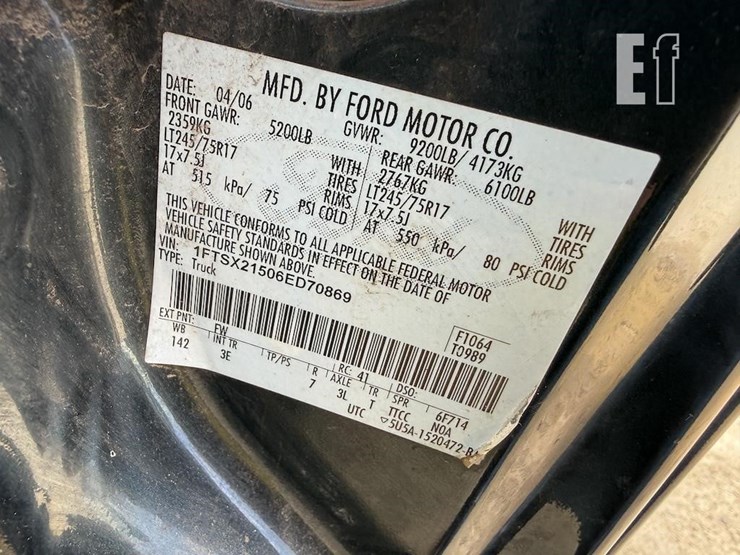 Ef
MFD. BY FORD MOTOR CO.
DATE: 04/06 GVWR: 9200LB/4173KG
FRONT GAWR: 5200LB REAR GAWR: 6100LB
2359KG WITH 2767KG WITH
LT245/75R17 TIRES LT245/75R17 TIRES
17x7.5J RIMS 17x7.5J RIMS
AT 515 kPa/ 75 PSI COLD AT 550 kPa/ 80 PSI COLD
THIS VEHICLE CONFORMS TO ALL APPLICABLE FEDERAL MOTOR
VEHICLE SAFETY STANDARDS IN EFFECT ON THE DATE OF
MANUFACTURE SHOWN ABOVE.
VIN: 1FTSX21506ED70869
TYPE: Truck
F1064
T0989
EXT PNT: FW RC: 41 DSO:
WB INT TR TP/PS R AXLE TR SPR 6F714
142 3E 7 3L T TTCC NOA
UTC 5U5A-1520472-B